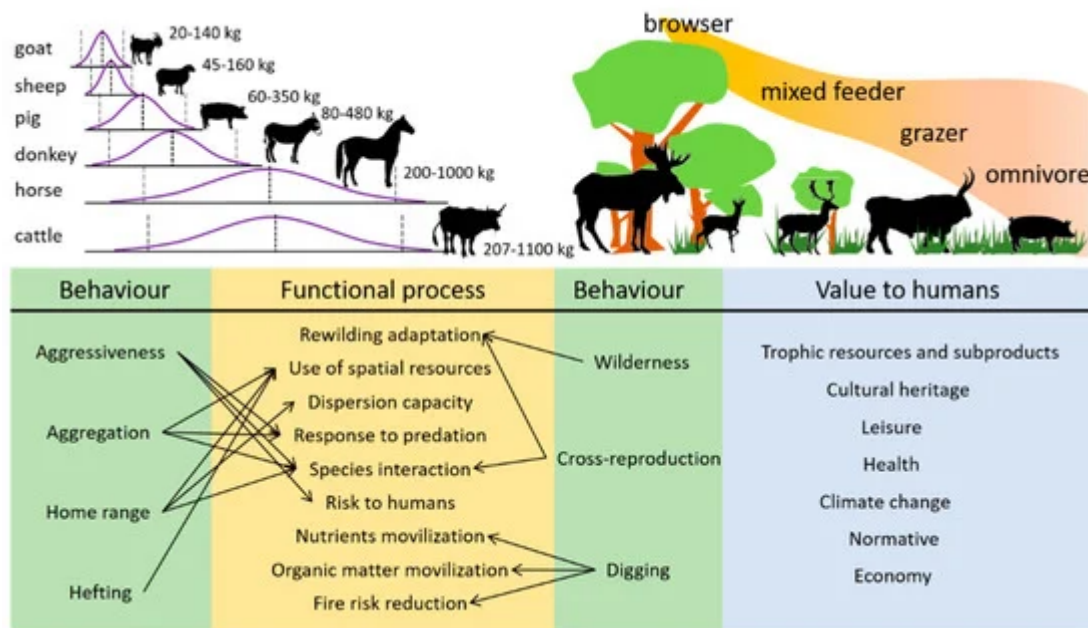 goat
20-140 kg
sheep
45-160 kg
pig
60-350 kg
donkey
80-480 kg
horse
200-1000 kg
cattle
207-1100 kg
browser
mixed feeder
grazer
omnivore
Behaviour
Functional process
Behaviour
Value to humans
Aggressiveness
Aggregation
Home range
Hefting
Rewilding adaptation
Use of spatial resources
Dispersion capacity
Response to predation
Species interaction
Risk to humans
Nutrients movilization
Organic matter movilization
Fire risk reduction
Wilderness
Cross-reproduction
Digging
Trophic resources and subproducts
Cultural heritage
Leisure
Health
Climate change
Normative
Economy